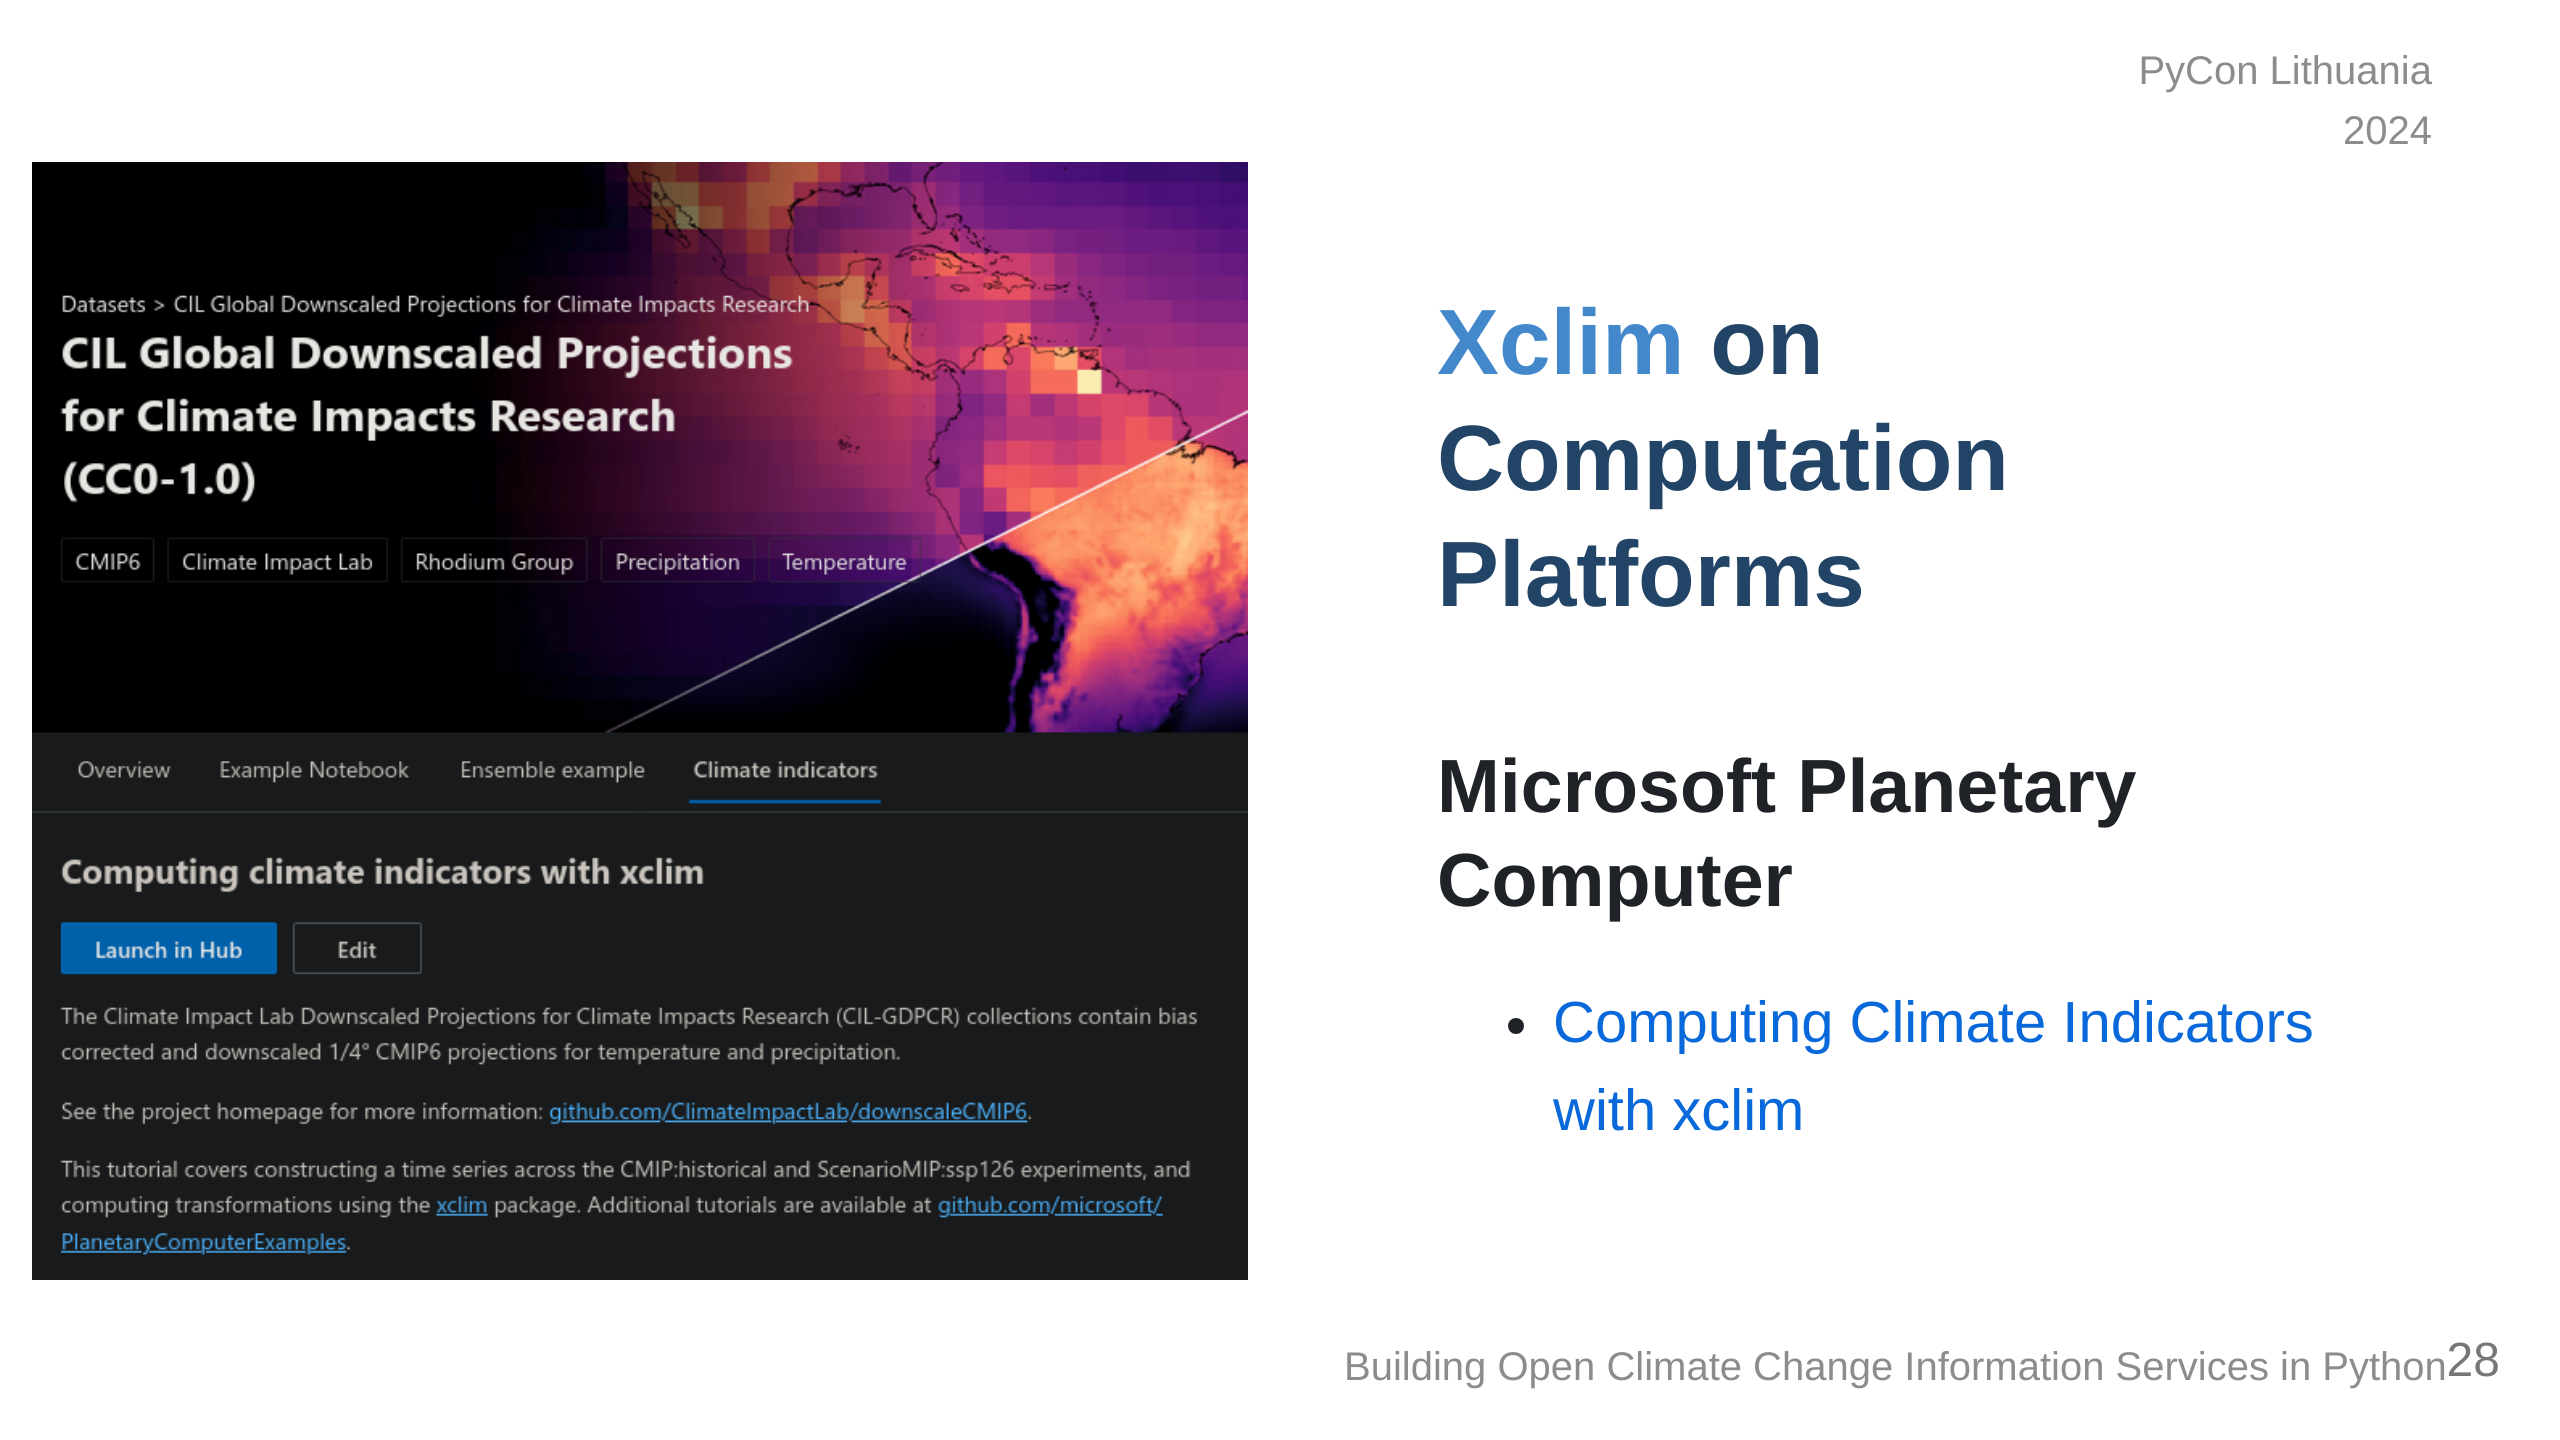 PyCon Lithuania
2024
Datasets > CIL Global Downscaled Projections for Climate Impacts Research
CIL Global Downscaled Projections
for Climate Impacts Research
(CC0-1.0)
CMIP6
Climate Impact Lab
Rhodium Group
Precipitation
Temperature
Overview
Example Notebook
Ensemble example
Climate indicators
Computing climate indicators with xclim
Launch in Hub
Edit
The Climate Impact Lab Downscaled Projections for Climate Impacts Research (CIL-GDPCR) collections contain bias
corrected and downscaled 1/4° CMIP6 projections for temperature and precipitation.
See the project homepage for more information: github.com/ClimateImpactLab/downscaleCMIP6.
This tutorial covers constructing a time series across the CMIP:historical and ScenarioMIP:ssp126 experiments, and
computing transformations using the xclim package. Additional tutorials are available at github.com/microsoft/
PlanetaryComputerExamples.
Xclim on
Computation
Platforms
Microsoft Planetary
Computer
• Computing Climate Indicators
with xclim
Building Open Climate Change Information Services in Python
28